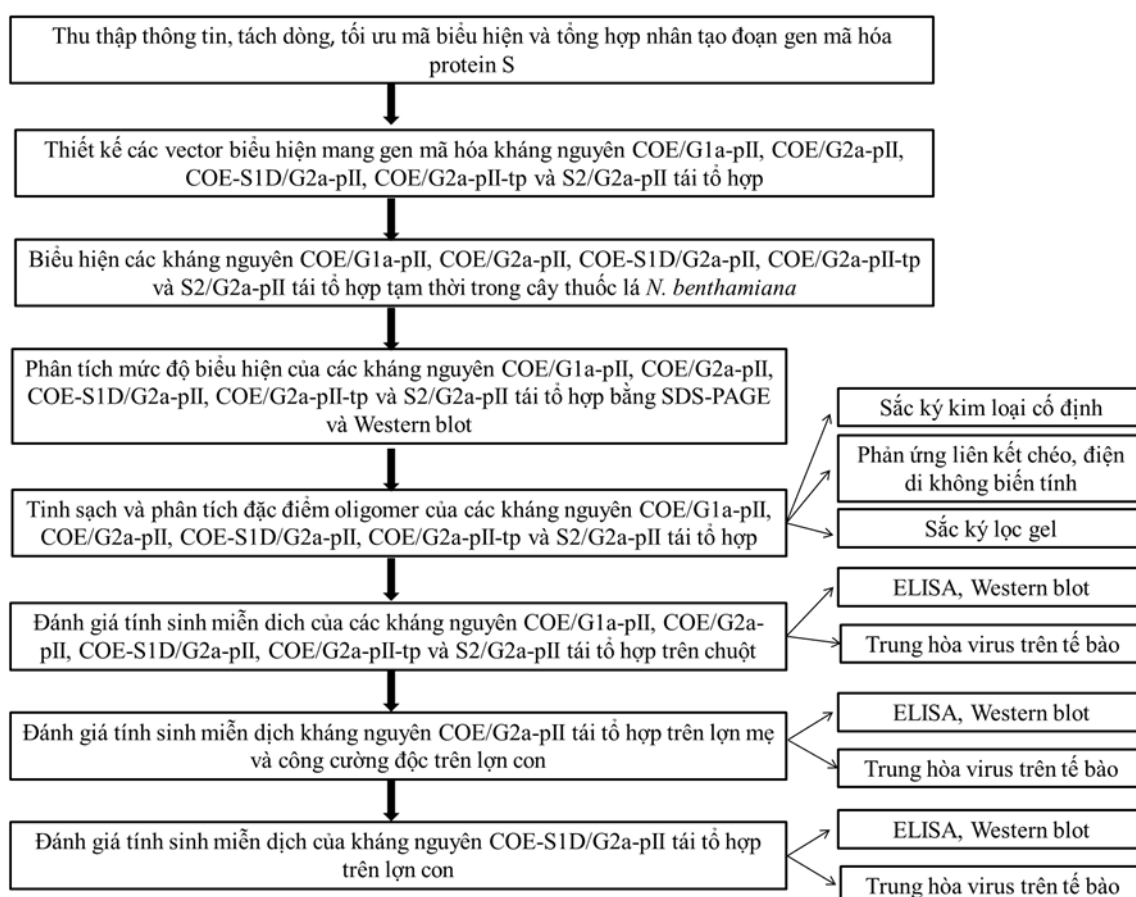 Thu thập thông tin, tách dòng, tối ưu mã biểu hiện và tổng hợp nhân tạo đoạn gen mã hóa
protein S
Thiết kế các vector biểu hiện mang gen mã hóa kháng nguyên COE/G1a-pII, COE/G2a-pII,
COE-S1D/G2a-pII, COE/G2a-pII-tp và S2/G2a-pII tái tổ hợp
Biểu hiện các kháng nguyên COE/G1a-pII, COE/G2a-pII, COE-S1D/G2a-pII, COE/G2a-pII-tp
và S2/G2a-pII tái tổ hợp tạm thời trong cây thuốc lá N. benthamiana
Phân tích mức độ biểu hiện của các kháng nguyên COE/G1a-pII, COE/G2a-pII,
COE-S1D/G2a-pII, COE/G2a-pII-tp và S2/G2a-pII tái tổ hợp bằng SDS-PAGE
và Western blot
Tinh sạch và phân tích đặc điểm oligomer của các kháng nguyên COE/G1a-pII,
COE/G2a-pII, COE-S1D/G2a-pII, COE/G2a-pII-tp và S2/G2a-pII tái tổ hợp
Sắc ký kim loại cố định
Phản ứng liên kết chéo, điện
di không biến tính
Sắc ký lọc gel
Đánh giá tính sinh miễn dịch của các kháng nguyên COE/G1a-pII, COE/G2a-
pII, COE-S1D/G2a-pII, COE/G2a-pII-tp và S2/G2a-pII tái tổ hợp trên chuột
ELISA, Western blot
Trung hòa virus trên tế bào
Đánh giá tính sinh miễn dịch kháng nguyên COE/G2a-pII tái tổ hợp trên lợn mẹ
và công cường độc trên lợn con
ELISA, Western blot
Trung hòa virus trên tế bào
Đánh giá tính sinh miễn dịch của kháng nguyên COE-S1D/G2a-pII tái tổ hợp
trên lợn con
ELISA, Western blot
Trung hòa virus trên tế bào